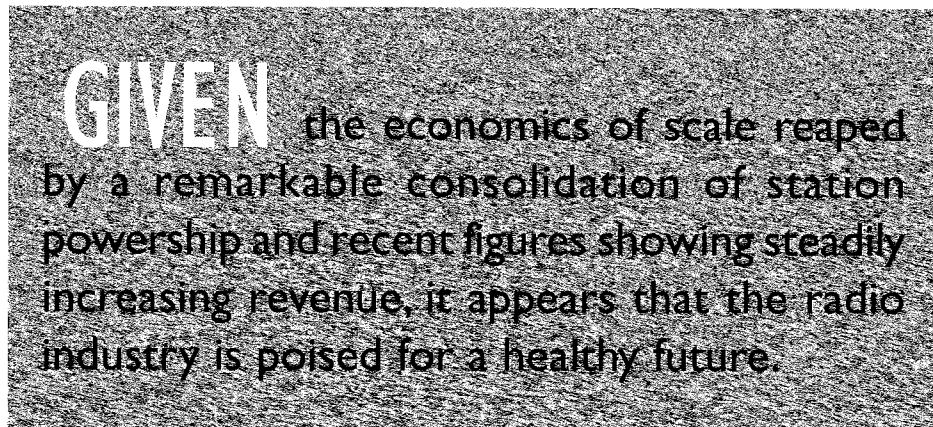 GIVEN the economics of scale reaped
by a remarkable consolidation of station
powership and recent figures showing steadily
increasing revenue, it appears that the radio
industry is poised for a healthy future.